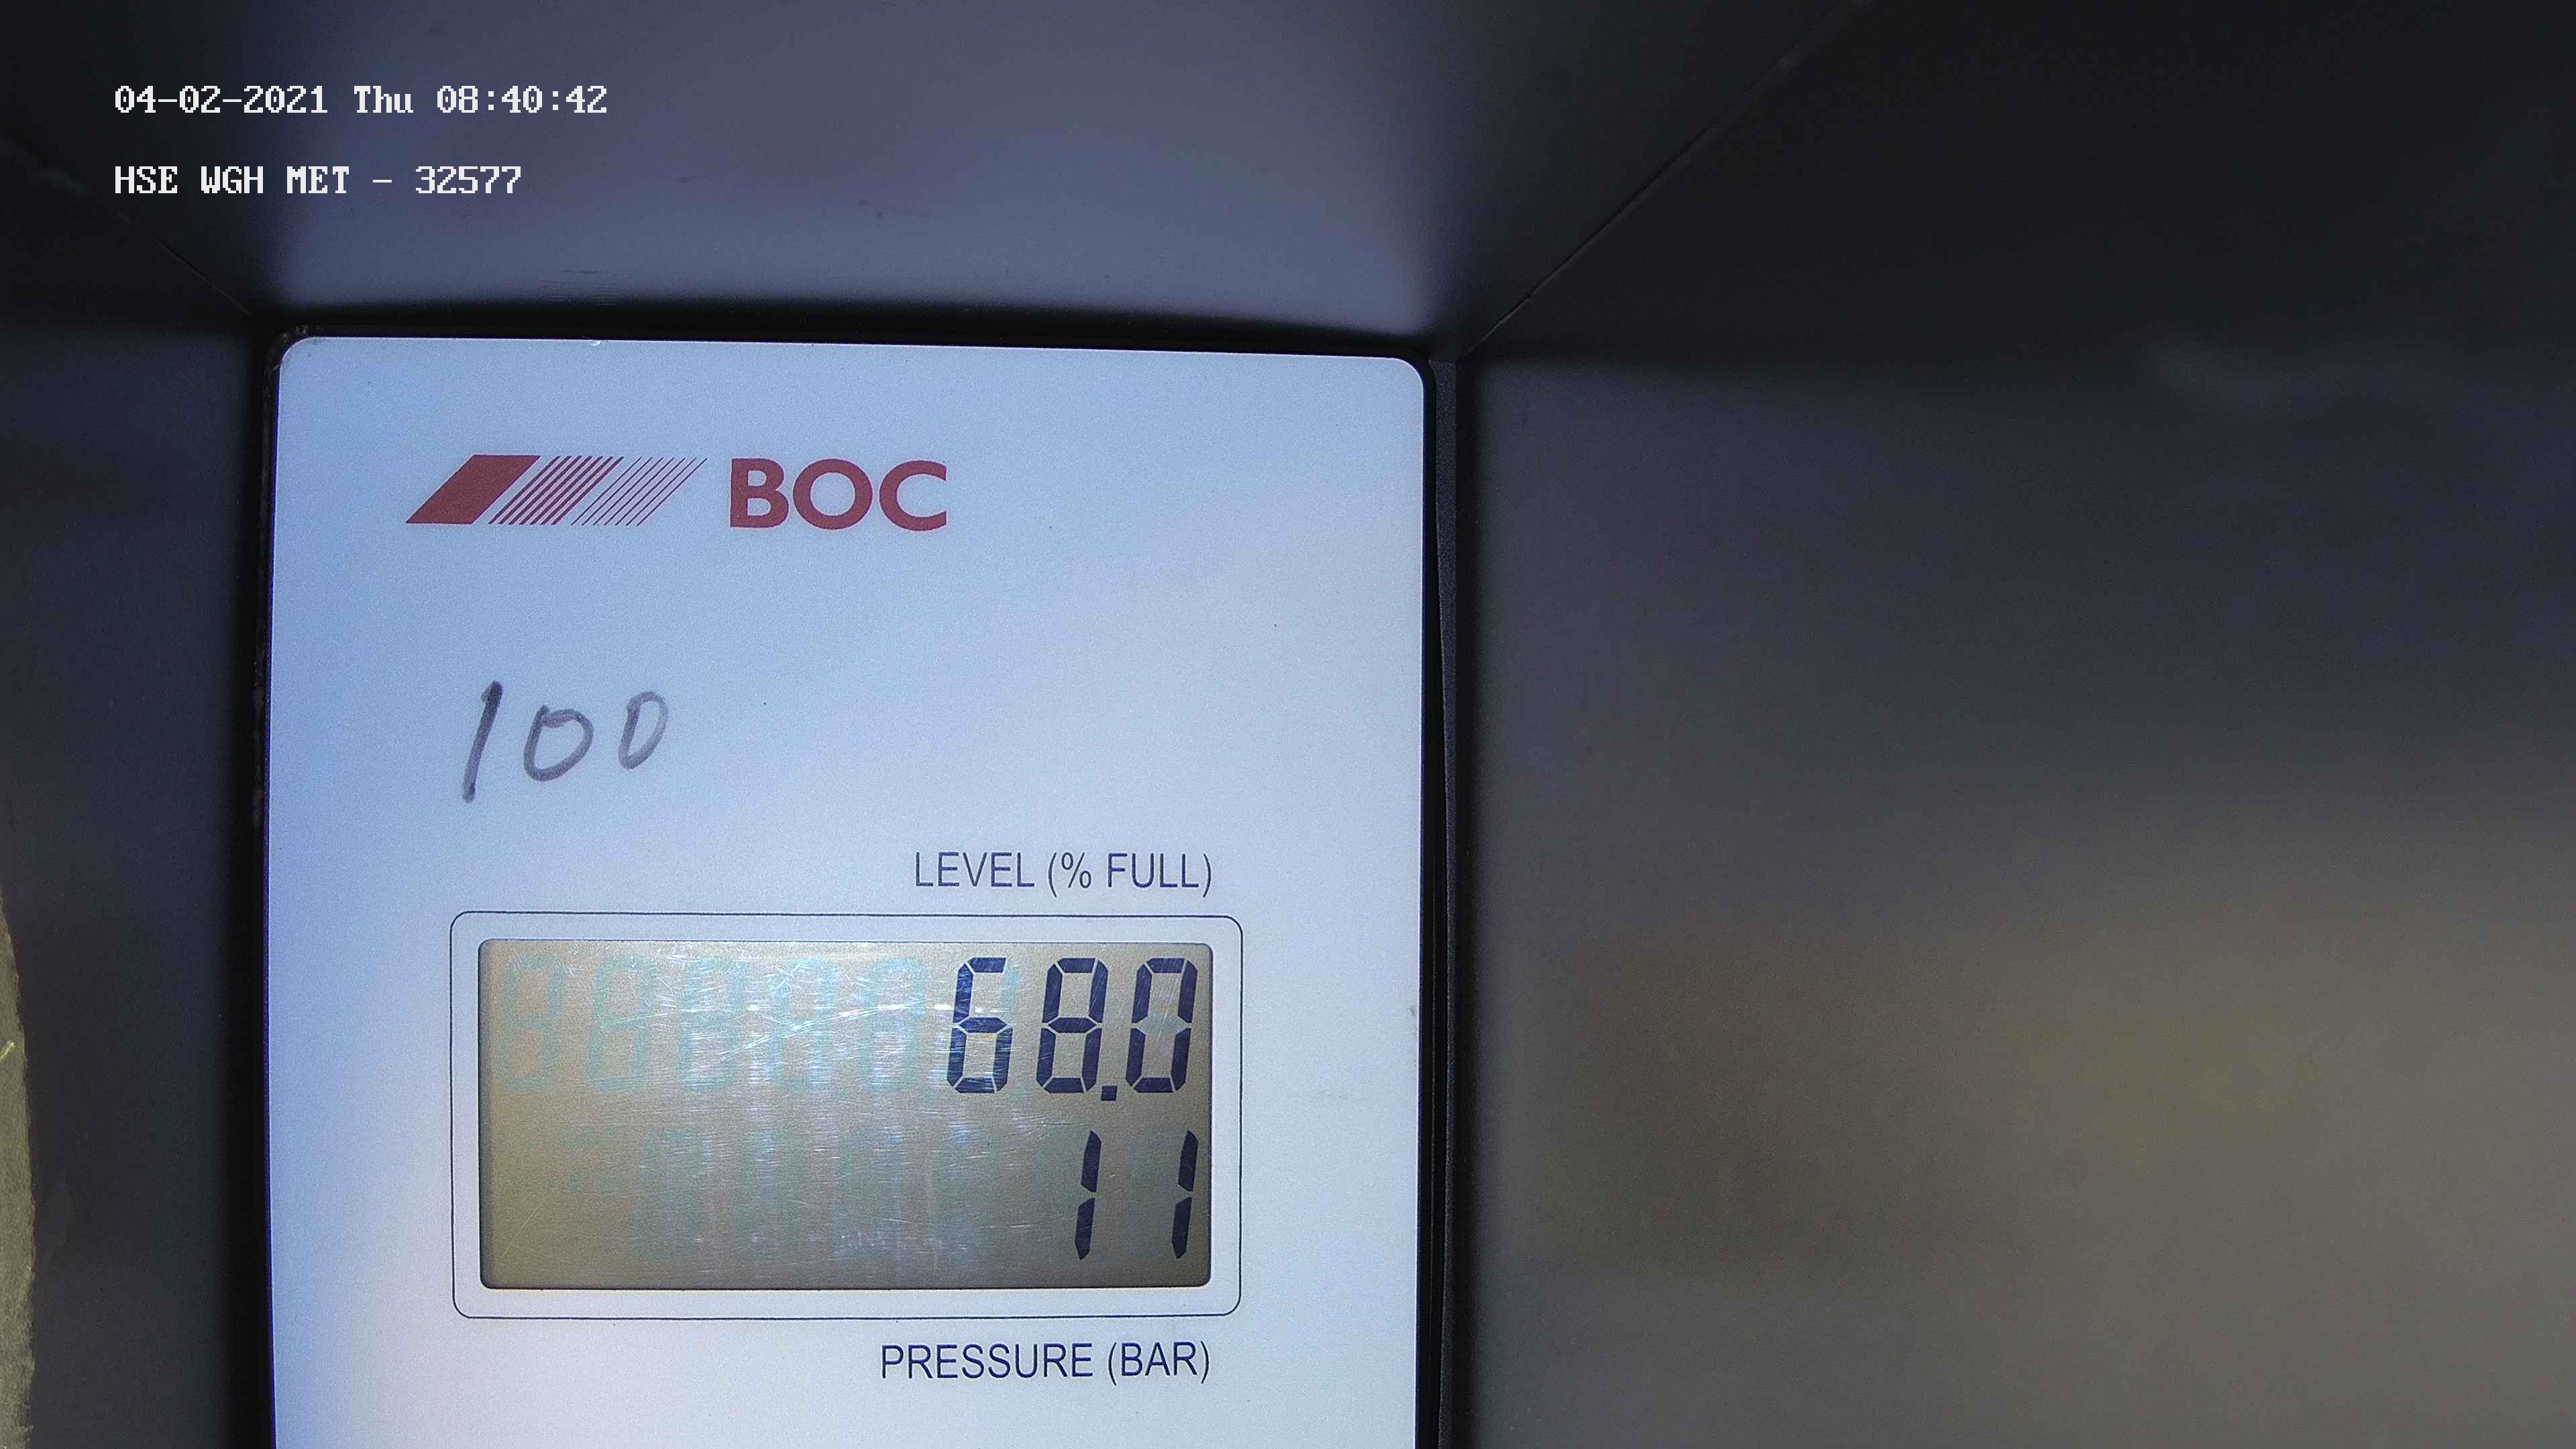 04-02-2021 Thu 08:40:42
HSE WGH MET - 32577
BOC
100
LEVEL (% FULL)
68.0
11
PRESSURE (BAR)